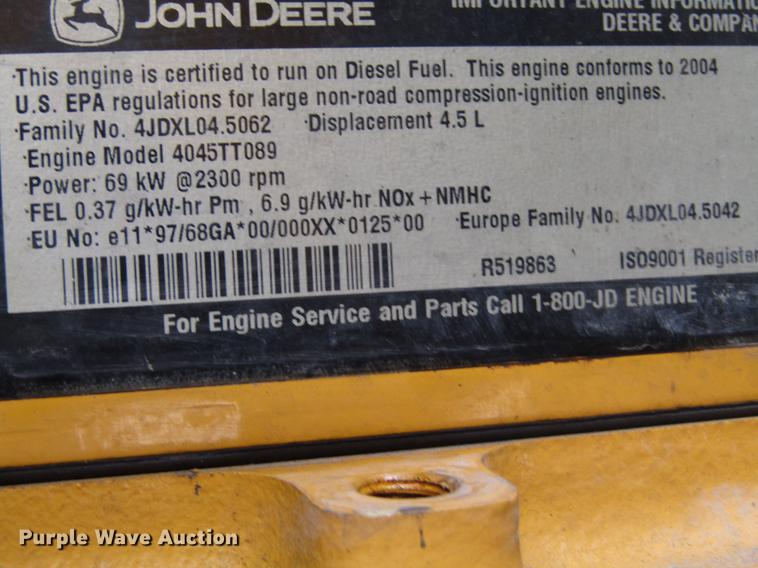 JOHN DEERE
IMPORTANT ENGINE
DEERE &
·This engine is certified to run on Diesel Fuel. This engine conforms to 2004
U.S. EPA regulations for large non-road compression-ignition engines.
·Family No. 4JDXL04.5062 ·Displacement 4.5 L
·Engine Model 4045TT089
·Power: 69 kW @2300 rpm
·FEL 0.37 g/kW-hr Pm , 6.9 g/kW-hr NOx + NMHC
·EU No: e11*97/68GA*00/000XX*0125*00 ·Europe Family No. 4JDXL04.5042
R519863 ISO9001 Register
For Engine Service and Parts Call 1-800-JD ENGINE
Purple Wave Auction